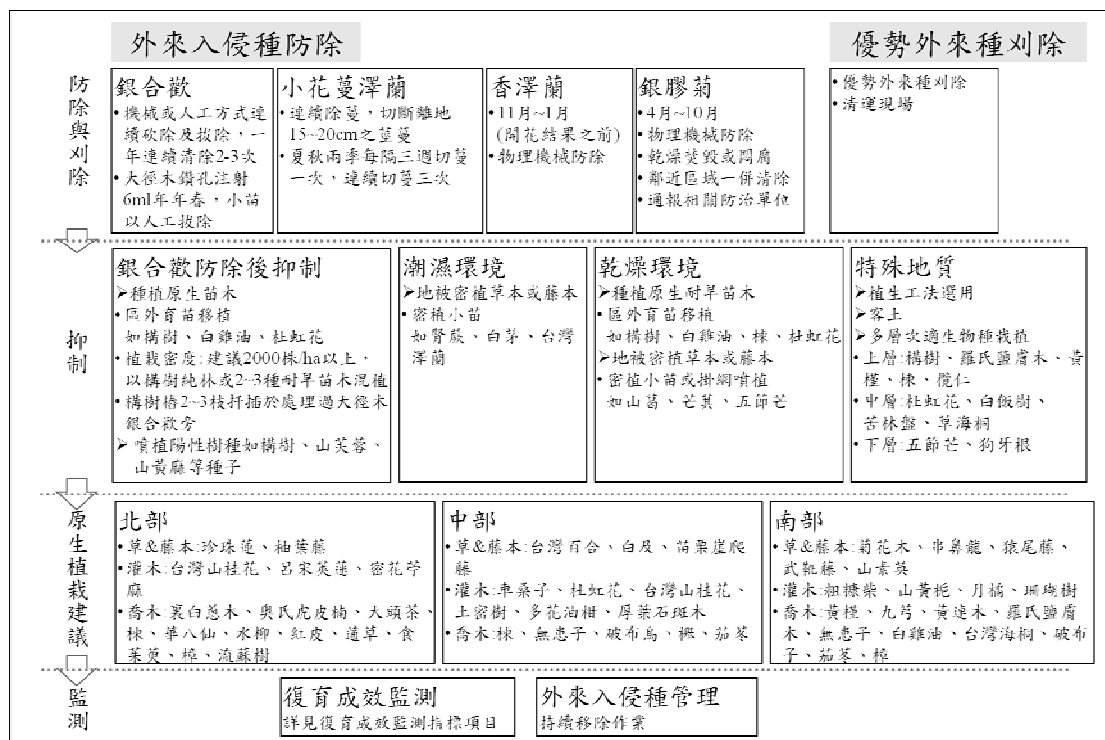 外來入侵種防除
優勢外來種刈除
防除與刈除
銀合歡
•機械或人工方式連
續砍除及拔除，一
年連續清除2-3次
•大徑木鑽孔注射
6ml年年春，小苗
以人工拔除
小花蔓澤蘭
•連續除蔓，切斷離地
15~20cm之莖蔓
•夏秋兩季每隔三週切蔓
一次，連續切蔓三次
香澤蘭
•11月~1月
(開花結果之前)
•物理機械防除
銀膠菊
•4月~10月
•物理機械防除
•乾燥焚毀或悶腐
•鄰近區域一併清除
•通報相關防治單位
•優勢外來種刈除
•清運現場
抑制
銀合歡防除後抑制
➢種植原生苗木
•區外育苗移植
如構樹、白雞油、杜虹花
•植栽密度:建議2000株/ha以上，
以構樹純林或2~3種耐旱苗木混植
•構樹樁2~3枝扦插於處理過大徑木
銀合歡旁
➢ 噴植陽性樹種如構樹、山芙蓉、
山黃麻等種子
潮濕環境
➢地被密植草本或藤本
•密植小苗
如腎蕨、白茅、台灣
澤蘭
乾燥環境
➢種植原生耐旱苗木
•區外育苗移植
如構樹、白雞油、楝、杜虹花
➢地被密植草本或藤本
•密植小苗或掛網噴植
如山葛、芒萁、五節芒
特殊地質
➢植生工法選用
➢客土
➢多層次適生物種栽植
•上層:構樹、羅氏鹽膚木、黃
槿、楝、欖仁
•中層:杜虹花、白飯樹、
苦林盤、草海桐
•下層:五節芒、狗牙根
原生植栽建議
北部
•草&藤本:珍珠蓮、柚葉藤
•灌木:台灣山桂花、呂宋莢蒾、密花苧
麻
•喬木:裏白蔥木、奧氏虎皮楠、大頭茶、
楝、華八仙、水柳、紅皮、通草、食
茱萸、樟、流蘇樹
中部
•草&藤本:台灣百合、白及、苗栗崖爬
藤
•灌木:車桑子、杜虹花、台灣山桂花、
土密樹、多花油柑、厚葉石斑木
•喬木:楝、無患子、破布烏、櫸、茄苳
南部
•草&藤本:菊花木、串鼻龍、猿尾藤、
武靴藤、山素英
•灌木:粗糠柴、山黃梔、月橘、珊瑚樹
•喬木:黃槿、九芎、黃連木、羅氏鹽膚
木、無患子、白雞油、台灣海桐、破布
子、茄苳、樟
監測
復育成效監測
詳見復育成效監測指標項目
外來入侵種管理
持續移除作業